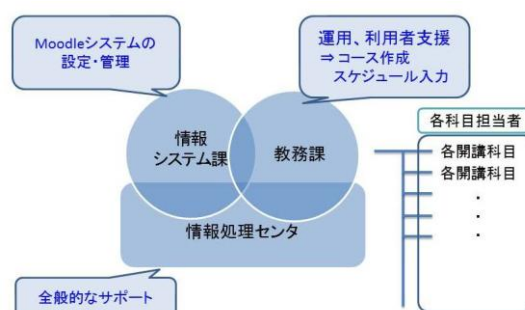 Moodleシステムの
設定・管理
運用、利用者支援
⇒コース作成
スケジュール入力
各科目担当者
情報
システム課
教務課
各開講科目
各開講科目
・
・
・
情報処理センタ
全般的なサポート